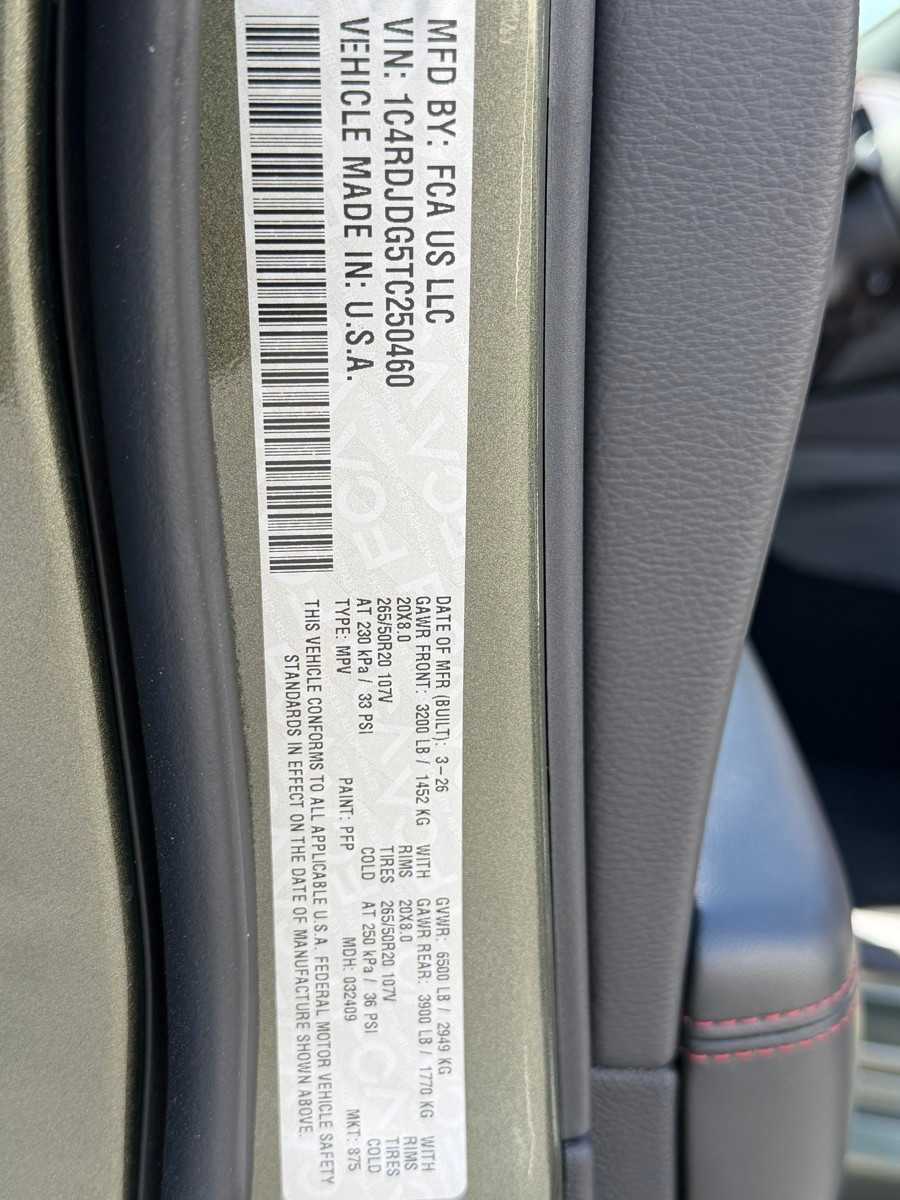 MFD BY: FCA US LLC
VIN: 1C4RDJDG5TC250460
VEHICLE MADE IN: U.S.A.
DATE OF MFR (BUILT): 3-26 GVWR: 6500 LB / 2949 KG
GAWR FRONT: 3200 LB / 1452 KG WITH GAWR REAR: 3900 LB / 1770 KG WITH
20X8.0 RIMS 20X8.0 RIMS
265/50R20 107V TIRES 265/50R20 107V TIRES
AT 230 kPa / 33 PSI COLD AT 250 kPa / 36 PSI COLD
TYPE: MPV PAINT: PFP MDH: 032409 MKT: 875
THIS VEHICLE CONFORMS TO ALL APPLICABLE U.S.A. FEDERAL MOTOR VEHICLE SAFETY
STANDARDS IN EFFECT ON THE DATE OF MANUFACTURE SHOWN ABOVE.